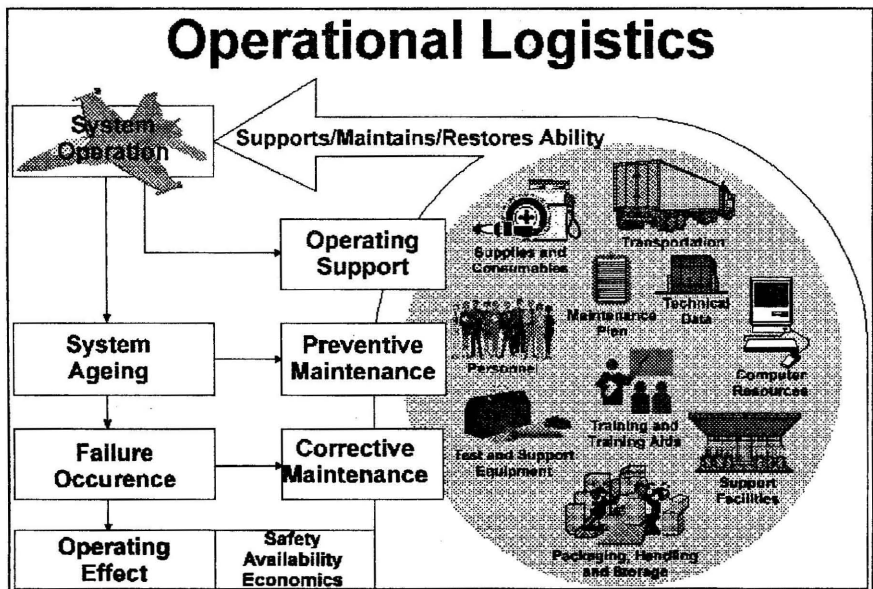 Operational Logistics
System
Operation
Supports/Maintains/Restores Ability
Operating
Support
System
Ageing
Preventive
Maintenance
Failure
Occurence
Corrective
Maintenance
Operating
Effect
Safety
Availability
Economics
Supplies and
Consumables
Transportation
Maintenance
Plan
Technical
Data
Personnel
Computer
Resources
Training and
Training Aids
Test and Support
Equipment
Support
Facilities
Packaging, Handling
and Storage